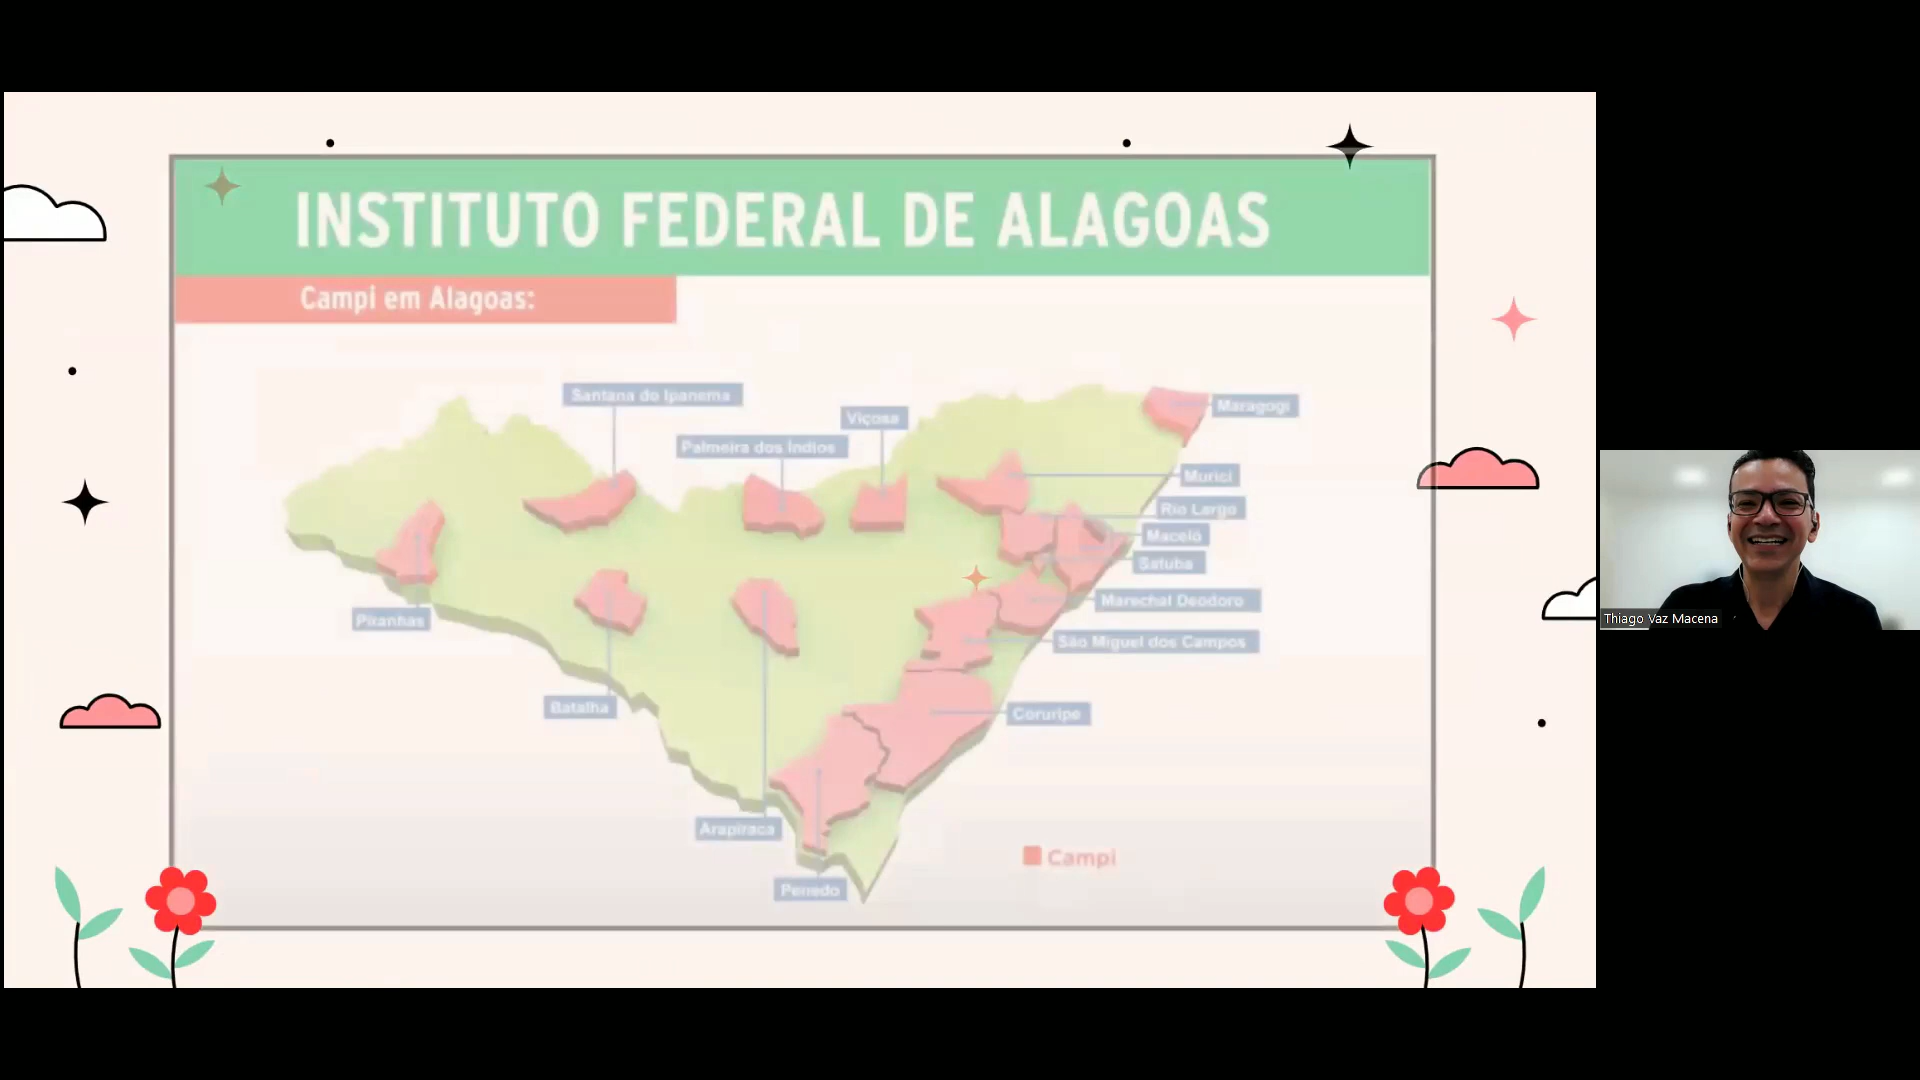 INSTITUTO FEDERAL DE ALAGOAS
Campi em Alagoas:
Santana do Ipanema
Maragogi
Viçosa
Palmeira dos Índios
Murici
Rio Largo
Maceió
Satuba
Marechal Deodoro
Piranhas
São Miguel dos Campos
Batalha
Coruripe
Arapiraca
Campi
Penedo
Thiago Vaz Macena